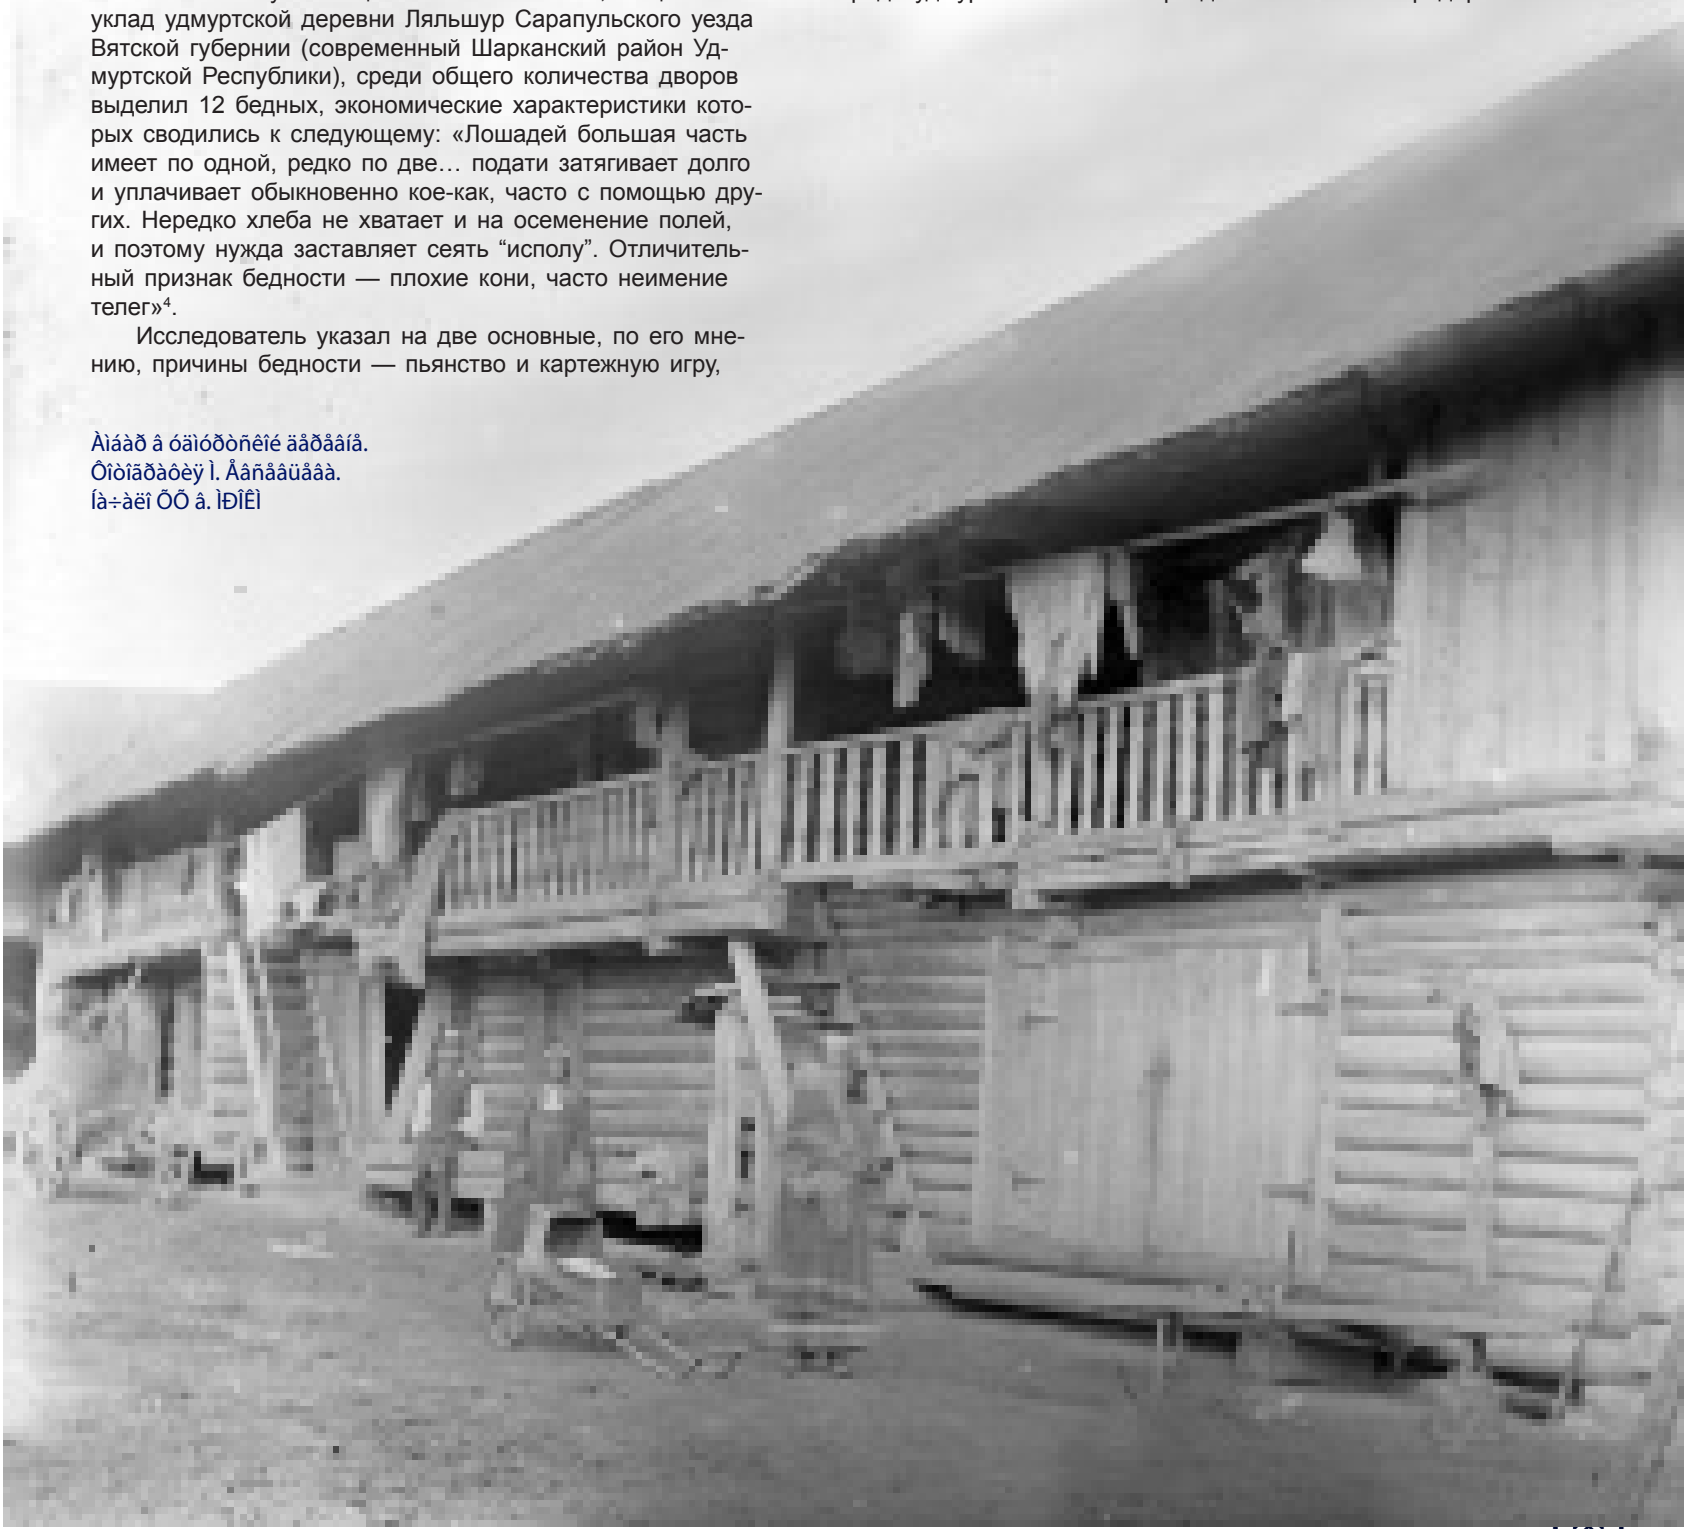 уклад удмуртской деревни Ляльшур Сарапульского уезда
Вятской губернии (современный Шарканский район Уд-
муртской Республики), среди общего количества дворов
выделил 12 бедных, экономические характеристики кото-
рых сводились к следующему: «Лошадей большая часть
имеет по одной, редко по две… подати затягивает долго
и уплачивает обыкновенно кое-как, часто с помощью дру-
гих. Нередко хлеба не хватает и на осеменение полей,
и поэтому нужда заставляет сеять “исполу”. Отличитель-
ный признак бедности — плохие кони, часто неимение
телег»⁴.
Исследователь указал на две основные, по его мне-
нию, причины бедности — пьянство и картежную игру,
Àìáàð â óäìóðòñêîé äåðåâíå.
Ôîòîãðàôèÿ Ì. Åâñåâüåâà.
Íà÷àëî ÕÕ â. ÌÐÎÊÌ